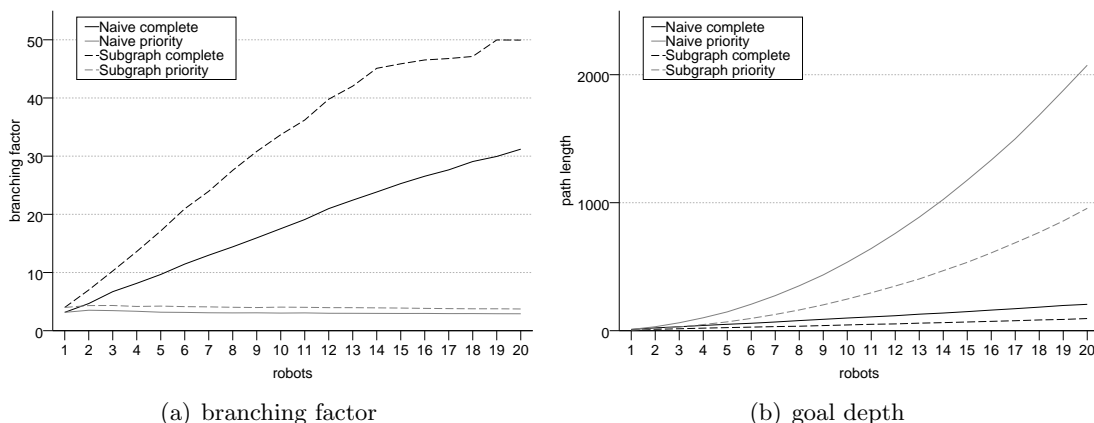 Naive complete
Naive priority
Subgraph complete
Subgraph priority
50
40
30
20
10
0
branching factor
1 2 3 4 5 6 7 8 9 10 11 12 13 14 15 16 17 18 19 20
robots
(a) branching factor
Naive complete
Naive priority
Subgraph complete
Subgraph priority
2000
1000
0
path length
1 2 3 4 5 6 7 8 9 10 11 12 13 14 15 16 17 18 19 20
robots
(b) goal depth